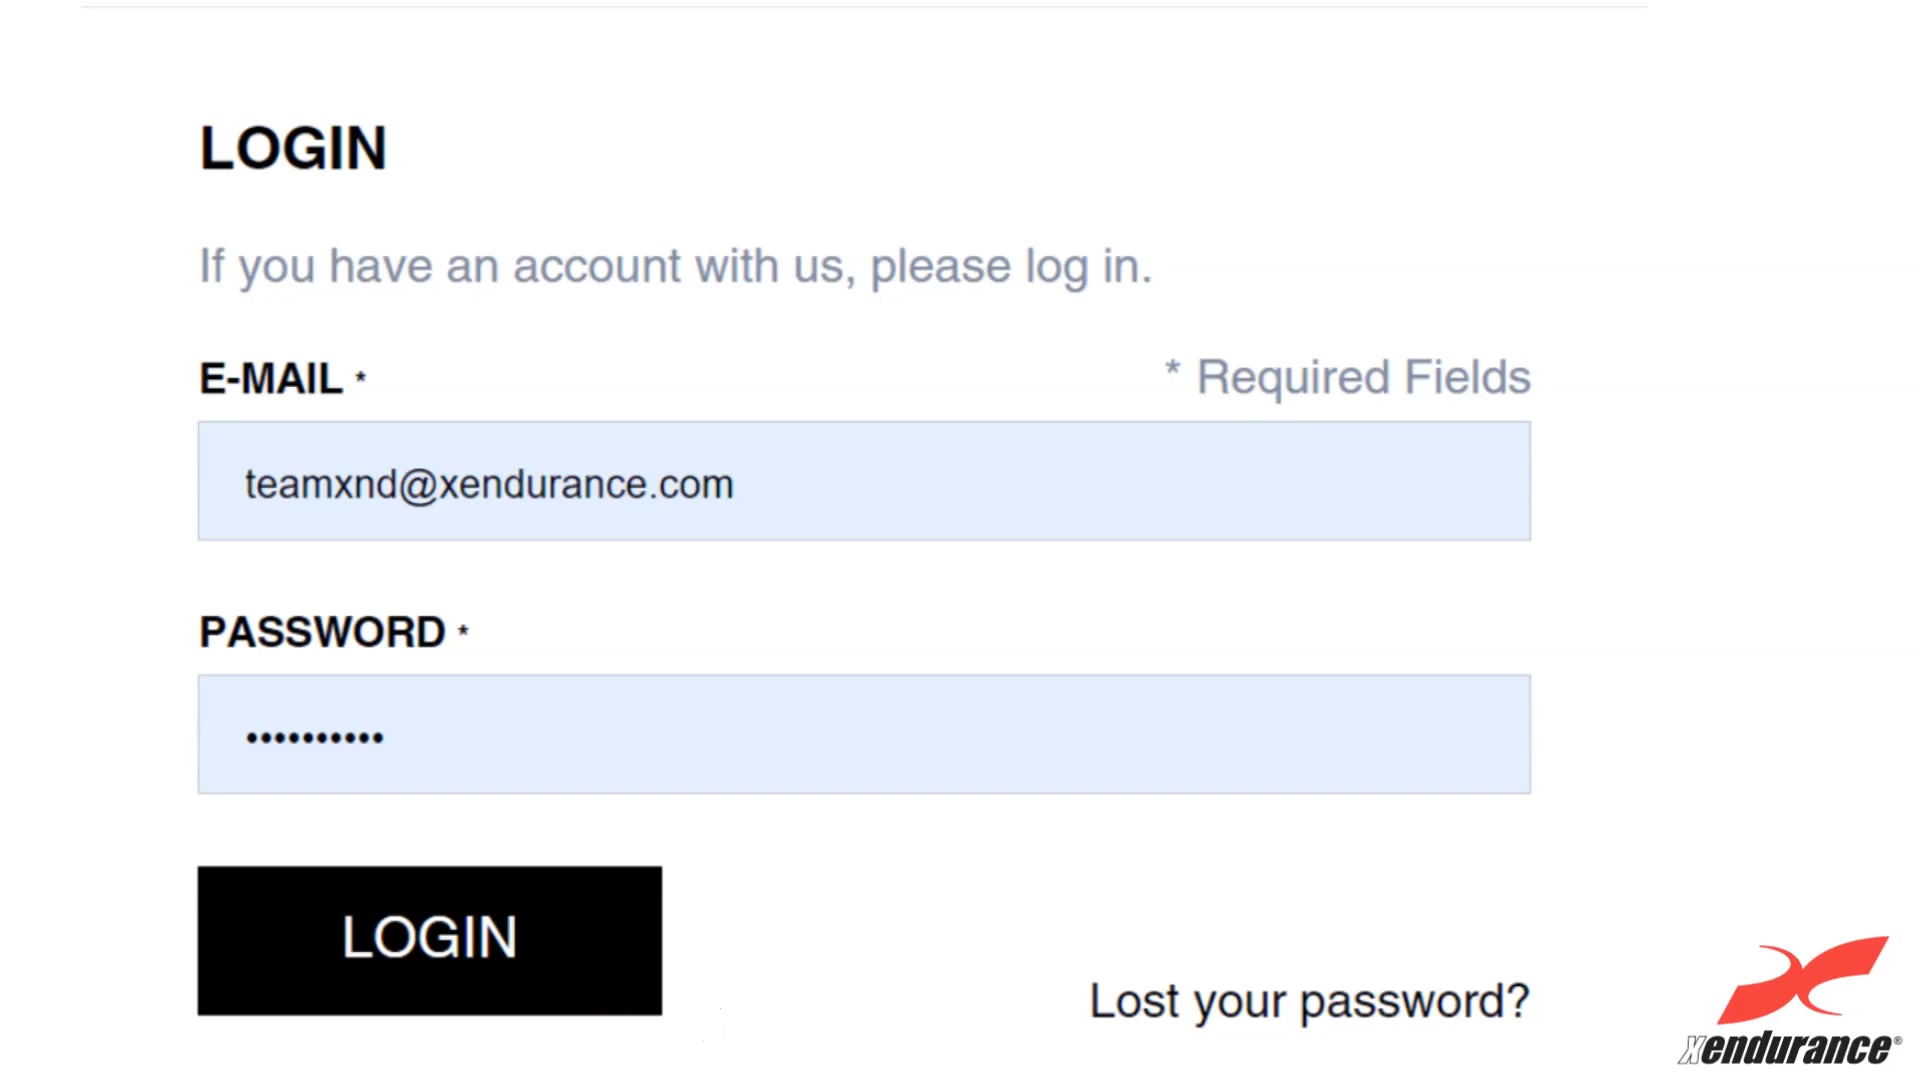 LOGIN
If you have an account with us, please log in.
E-MAIL * * Required Fields
teamxnd@xendurance.com
PASSWORD *
••••••••••
LOGIN
Lost your password?
xendurance®